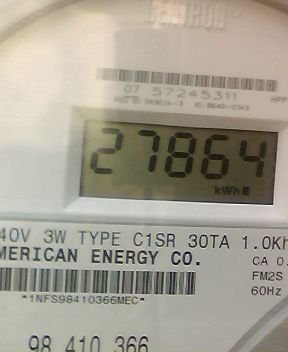 CENTRON®
07 57245311
27864
kWh
40V 3W TYPE C1SR 30TA 1.0Kh
MERICAN ENERGY CO.
CA 0.
FM2S
60Hz
*1NFS98410366MEC*
98 410 366